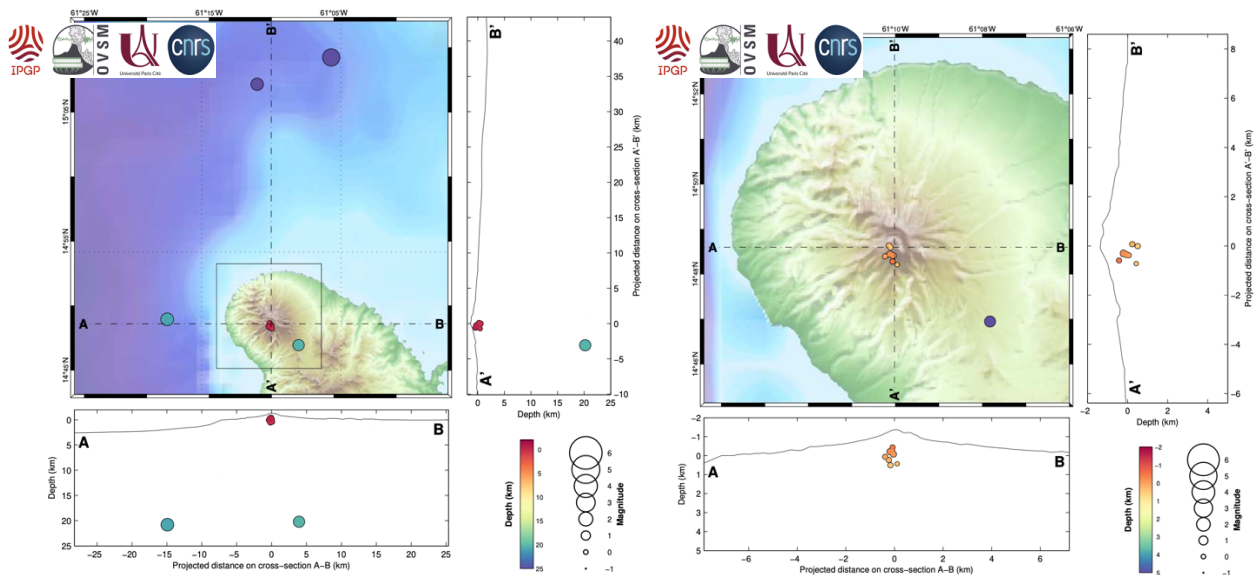 61°25'W
61°15'W
61°05'W
IPGP
OVSM
Université Paris Cité
cnrs
B'
15°05'N
14°55'N
14°45'N
A
B
A'
B'
A'
40
35
30
25
20
15
10
5
0
−5
−10
Projected distance on cross−section A'−B' (km)
0
5
10
15
20
25
Depth (km)
A
B
0
5
10
15
20
25
Depth (km)
−25
−20
−15
−10
−5
0
5
10
15
20
Projected distance on cross−section A−B (km)
0
5
10
15
20
25
Depth (km)
6
5
4
3
2
1
0
−1
Magnitude
61°10'W
61°08'W
61°06'W
IPGP
OVSM
Université Paris Cité
cnrs
B'
14°52'N
14°50'N
14°48'N
14°46'N
A
B
A'
B'
A'
8
6
4
2
0
−2
−4
−6
Projected distance on cross−section A'−B' (km)
−2
0
2
4
Depth (km)
A
B
−2
−1
0
1
2
3
4
5
Depth (km)
−6
−4
−2
0
2
4
6
Projected distance on cross−section A−B (km)
−2
−1
0
1
2
3
4
5
Depth (km)
6
5
4
3
2
1
0
−1
Magnitude